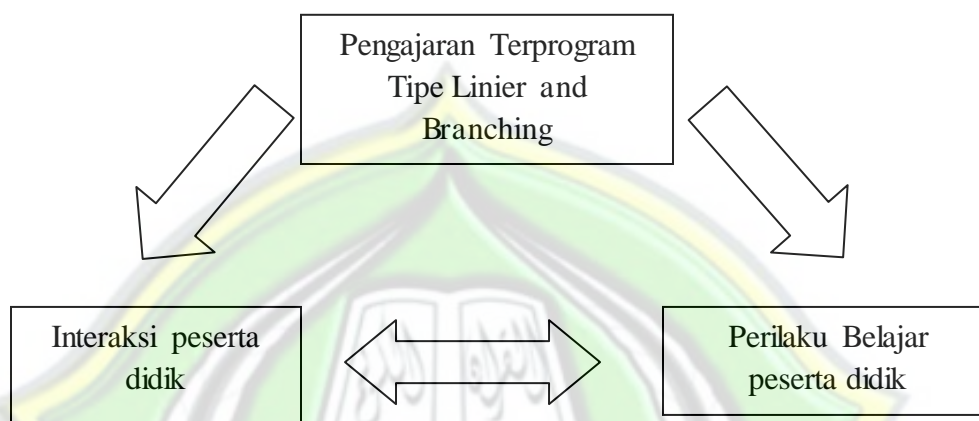 Pengajaran Terprogram
Tipe Linier and
Branching
Interaksi peserta
didik
Perilaku Belajar
peserta didik